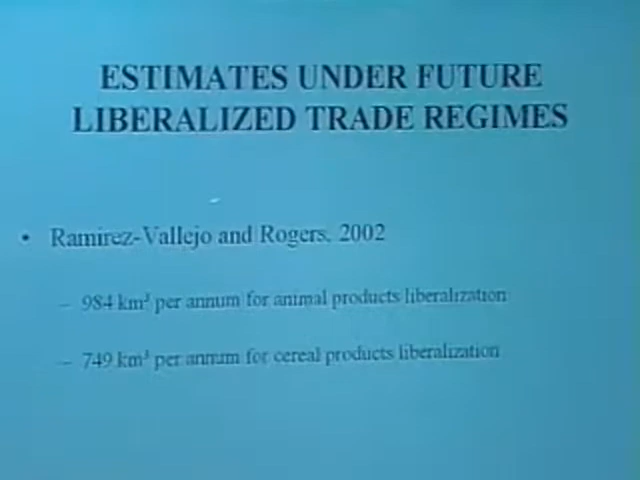 ESTIMATES UNDER FUTURE
LIBERALIZED TRADE REGIMES
• Ramirez-Vallejo and Rogers, 2002
– 984 km³ per annum for animal products liberalization
– 749 km³ per annum for cereal products liberalization